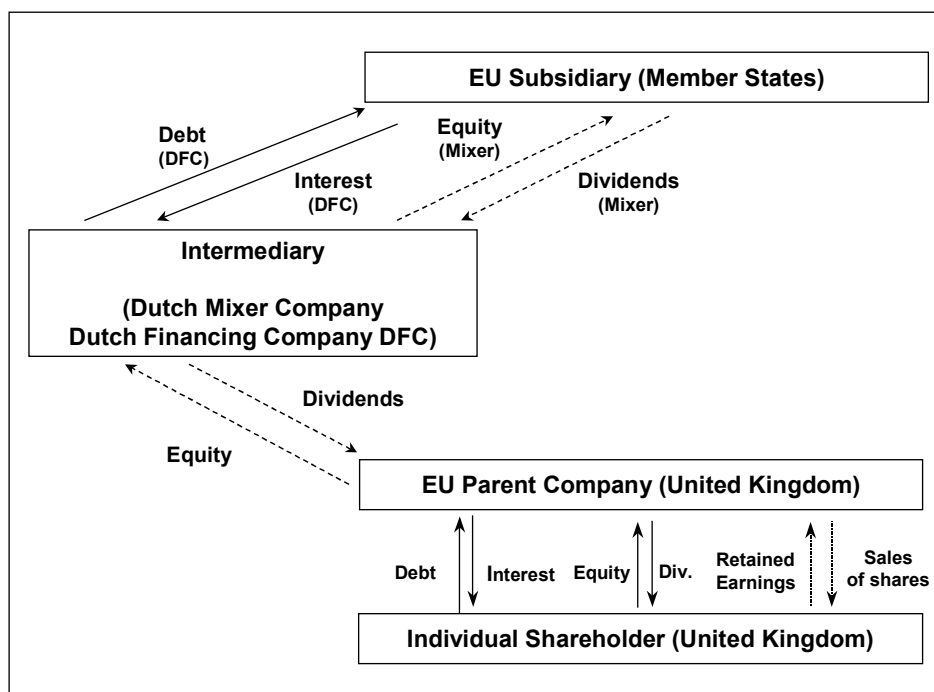 EU Subsidiary (Member States)
Debt
(DFC)
Equity
(Mixer)
Interest
(DFC)
Dividends
(Mixer)
Intermediary
(Dutch Mixer Company
Dutch Financing Company DFC)
Dividends
Equity
EU Parent Company (United Kingdom)
Debt
Interest
Equity
Div.
Retained
Earnings
Sales
of shares
Individual Shareholder (United Kingdom)